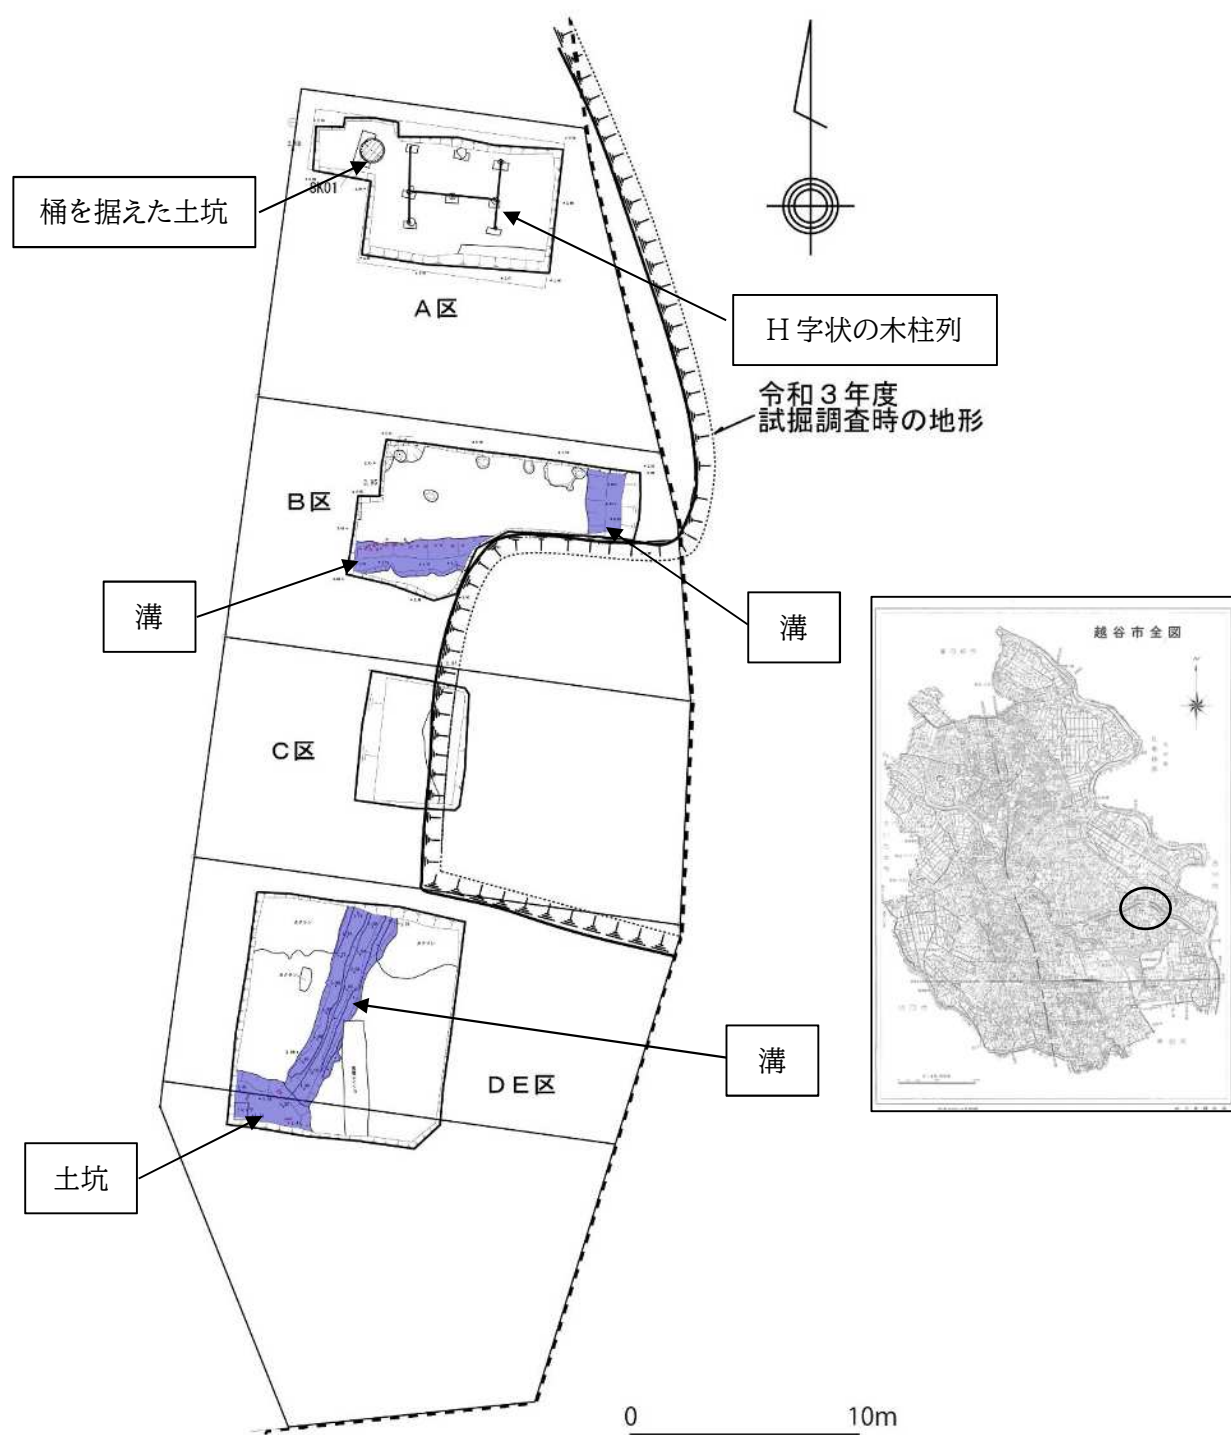 桶を据えた土坑
SK01
A区
H字状の木柱列
令和3年度
試掘調査時の地形
B区
溝
溝
越谷市全図
C区
溝
DE区
土坑
0 10m